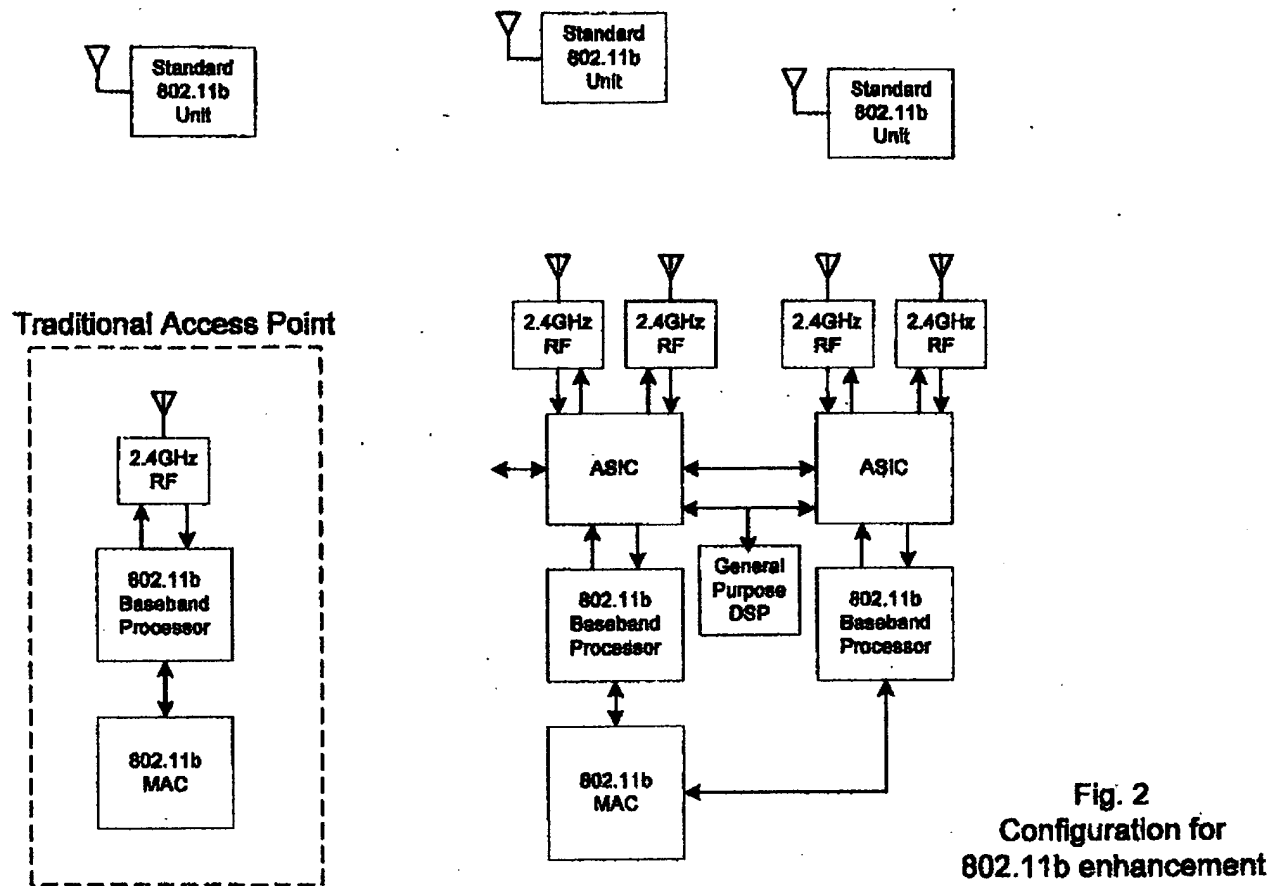 Standard
802.11b
Unit
Standard
802.11b
Unit
Standard
802.11b
Unit
Traditional Access Point
2.4GHz
RF
802.11b
Baseband
Processor
802.11b
MAC
2.4GHz
RF
2.4GHz
RF
2.4GHz
RF
2.4GHz
RF
ASIC
ASIC
General
Purpose
DSP
802.11b
Baseband
Processor
802.11b
Baseband
Processor
802.11b
MAC
Fig. 2
Configuration for
802.11b enhancement